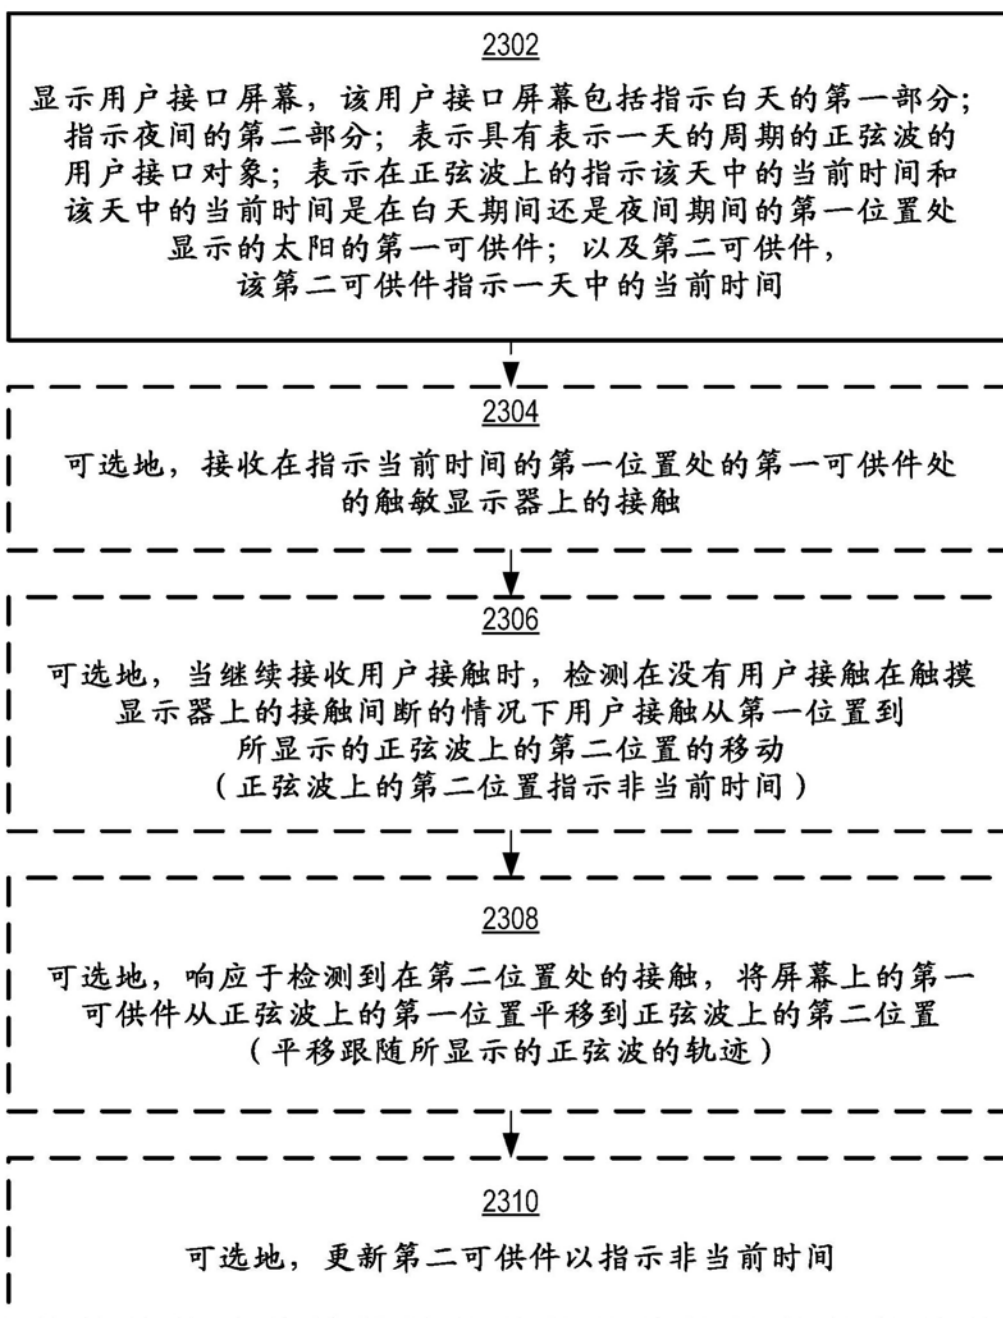 2302
显示用户接口屏幕，该用户接口屏幕包括指示白天的第一部分；
指示夜间的第二部分；表示具有表示一天的周期的正弦波的
用户接口对象；表示在正弦波上的指示该天中的当前时间和
该天中的当前时间是在白天期间还是夜间期间的第一位置处
显示的太阳的第一可供件；以及第二可供件，
该第二可供件指示一天中的当前时间
2304
可选地，接收在指示当前时间的第一位置处的第一可供件处
的触敏显示器上的接触
2306
可选地，当继续接收用户接触时，检测在没有用户接触在触摸
显示器上的接触间断的情况下用户接触从第一位置到
所显示的正弦波上的第二位置的移动
（正弦波上的第二位置指示非当前时间）
2308
可选地，响应于检测到在第二位置处的接触，将屏幕上的第一
可供件从正弦波上的第一位置平移到正弦波上的第二位置
（平移跟随所显示的正弦波的轨迹）
2310
可选地，更新第二可供件以指示非当前时间